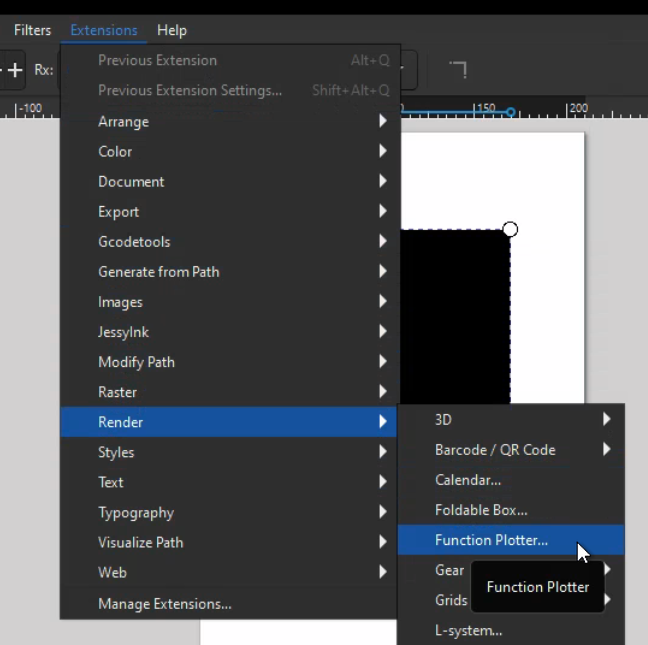 Filters Extensions Help
Previous Extension Alt+Q
Rx:
Previous Extension Settings... Shift+Alt+Q
-100 150 200
Arrange
Color
Document
Export
Gcodetools
Generate from Path
Images
JessyInk
Modify Path
Raster
Render
3D
Styles
Barcode / QR Code
Text
Calendar...
Typography
Foldable Box...
Visualize Path
Function Plotter...
Web
Gear
Function Plotter
Manage Extensions...
Grids
L-system...